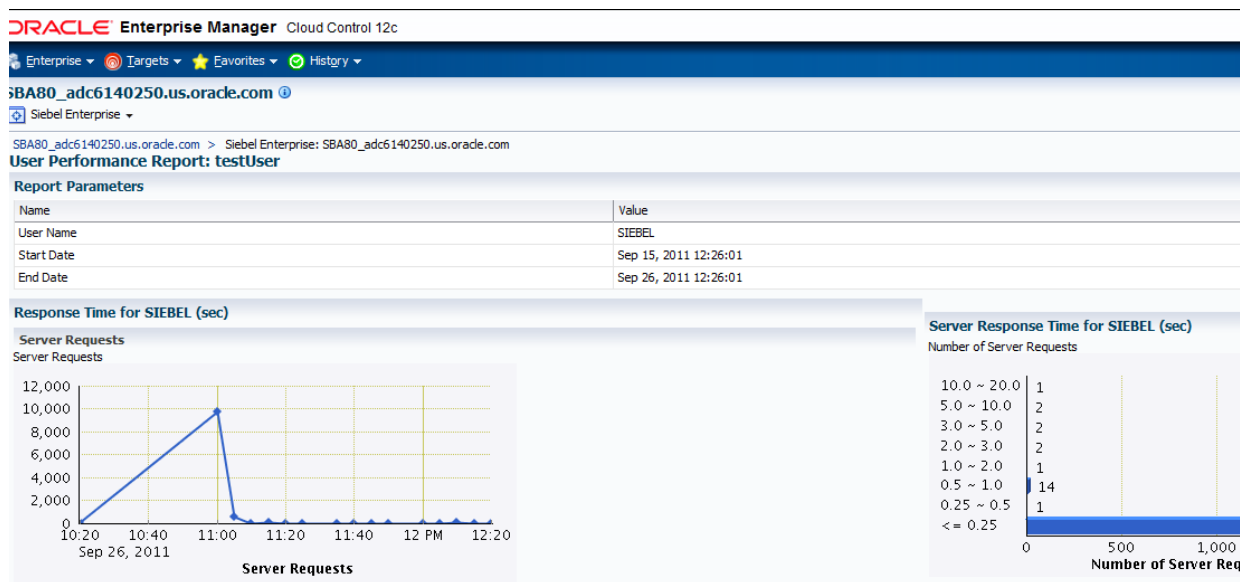 ORACLE Enterprise Manager Cloud Control 12c
Enterprise Targets Favorites History
SBA80_adc6140250.us.oracle.com
Siebel Enterprise
SBA80_adc6140250.us.oracle.com > Siebel Enterprise: SBA80_adc6140250.us.oracle.com
User Performance Report: testUser
Report Parameters
Name Value
User Name SIEBEL
Start Date Sep 15, 2011 12:26:01
End Date Sep 26, 2011 12:26:01
Response Time for SIEBEL (sec)
Server Requests
Server Requests
12,000
10,000
8,000
6,000
4,000
2,000
0
10:20 10:40 11:00 11:20 11:40 12 PM 12:20
Sep 26, 2011
Server Requests
Server Response Time for SIEBEL (sec)
Number of Server Requests
10.0 ~ 20.0 1
5.0 ~ 10.0 2
3.0 ~ 5.0 2
2.0 ~ 3.0 2
1.0 ~ 2.0 1
0.5 ~ 1.0 14
0.25 ~ 0.5 1
<= 0.25
0 500 1,000
Number of Server Req